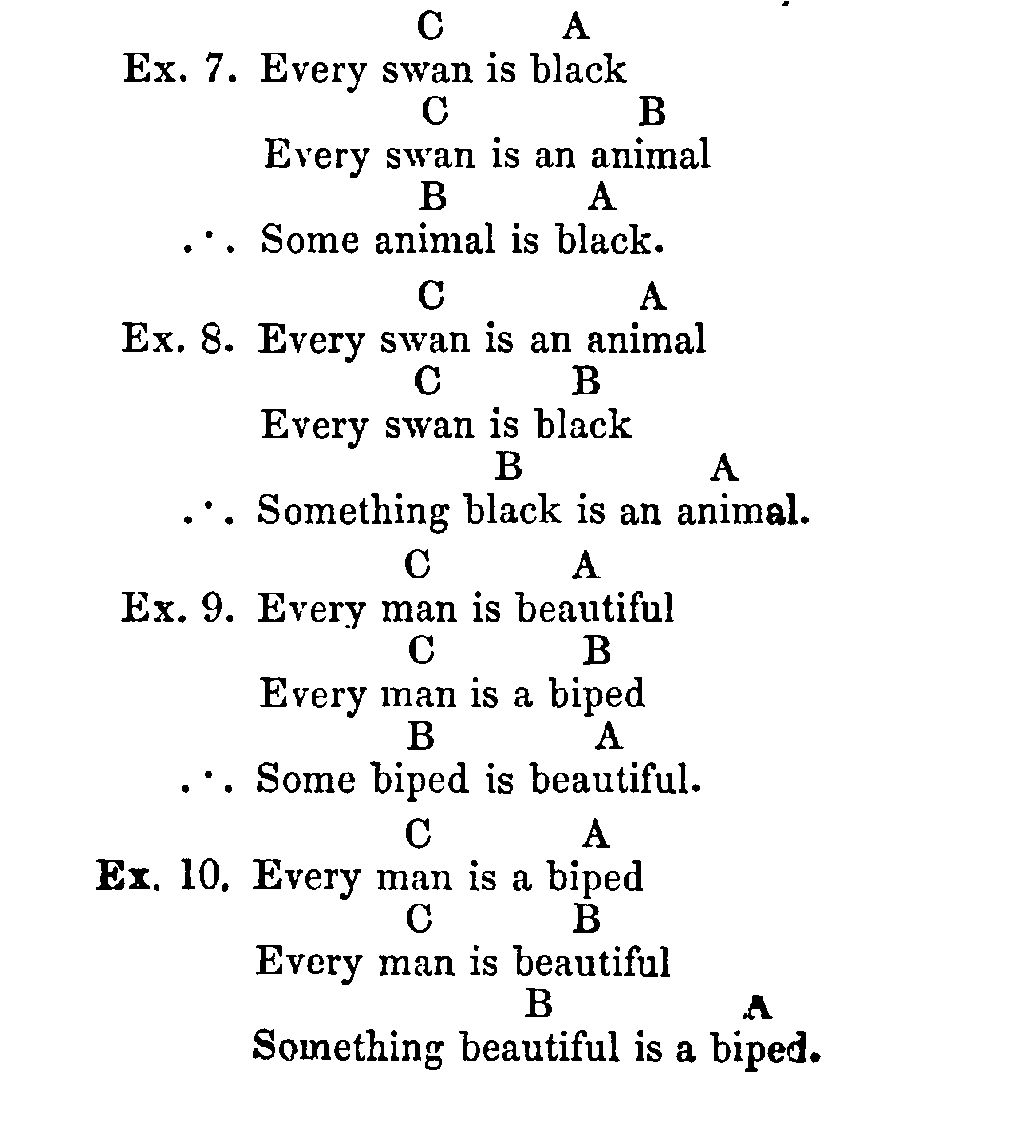 C A
Ex. 7. Every swan is black
C B
Every swan is an animal
B A
.·. Some animal is black.
C A
Ex. 8. Every swan is an animal
C B
Every swan is black
B A
.·. Something black is an animal.
C A
Ex. 9. Every man is beautiful
C B
Every man is a biped
B A
.·. Some biped is beautiful.
C A
Ex. 10. Every man is a biped
C B
Every man is beautiful
B A
Something beautiful is a biped.